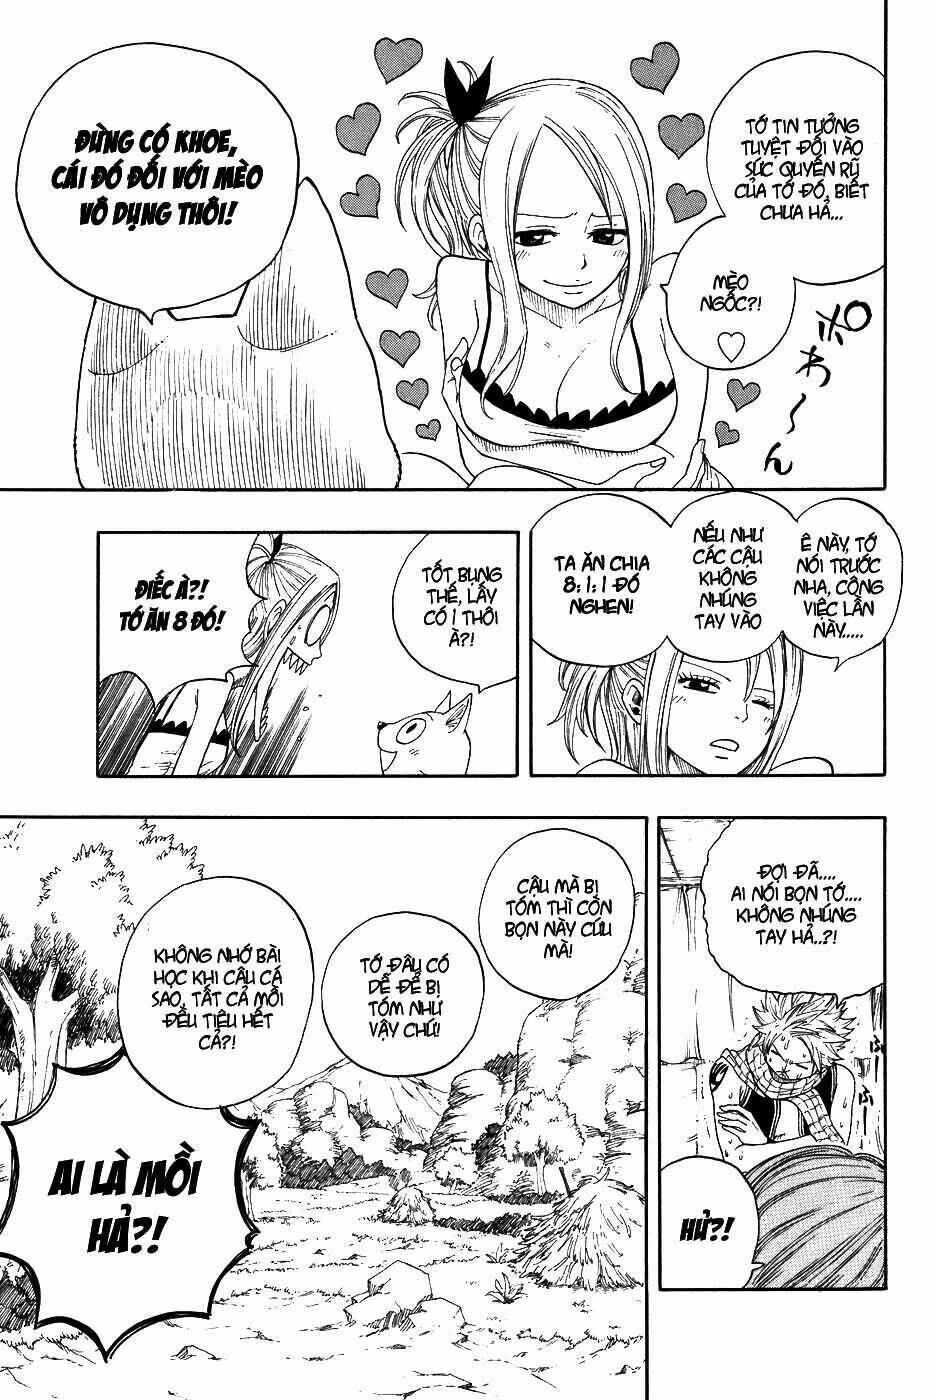 TỚ TIN TƯỞNG
TUYỆT ĐỐI VÀO
SỨC QUYẾN RŨ
CỦA TỚ ĐÓ, BIẾT
CHƯA HẢ...
MÈO
NGỐC?!
♡
ポわ〜ん
ĐỪNG CÓ KHOE,
CÁI ĐÓ ĐỐI VỚI MÈO
VÔ DỤNG THÔI!
Ê NÀY, TỚ
NÓI TRƯỚC
NHA, CÔNG
VIỆC LẦN
NÀY.....
NẾU NHƯ
CÁC CẬU
KHÔNG
NHÚNG
TAY VÀO
TA ĂN CHIA
8:1:1 ĐÓ
NGHEN!
TỐT BỤNG
THẾ, LẤY
CÓ 1 THÔI
À?!
ĐIẾC À?!
TỚ ĂN 8 ĐÓ!
ĐỢI ĐÃ....
AI NÓI BỌN TỚ....
KHÔNG NHÚNG
TAY HẢ..?!
HỬ?!
CẬU MÀ BỊ
TÓM THÌ CÒN
BỌN NÀY CỨU
MÀ!
TỚ ĐÂU CÓ
DỄ ĐỂ BỊ
TÓM NHƯ
VẬY CHỨ!
KHÔNG NHỚ BÀI
HỌC KHI CÂU CÁ
SAO, TẤT CẢ MỒI
ĐỀU TIÊU HẾT
CẢ?!
AI LÀ MỒI
HẢ?!